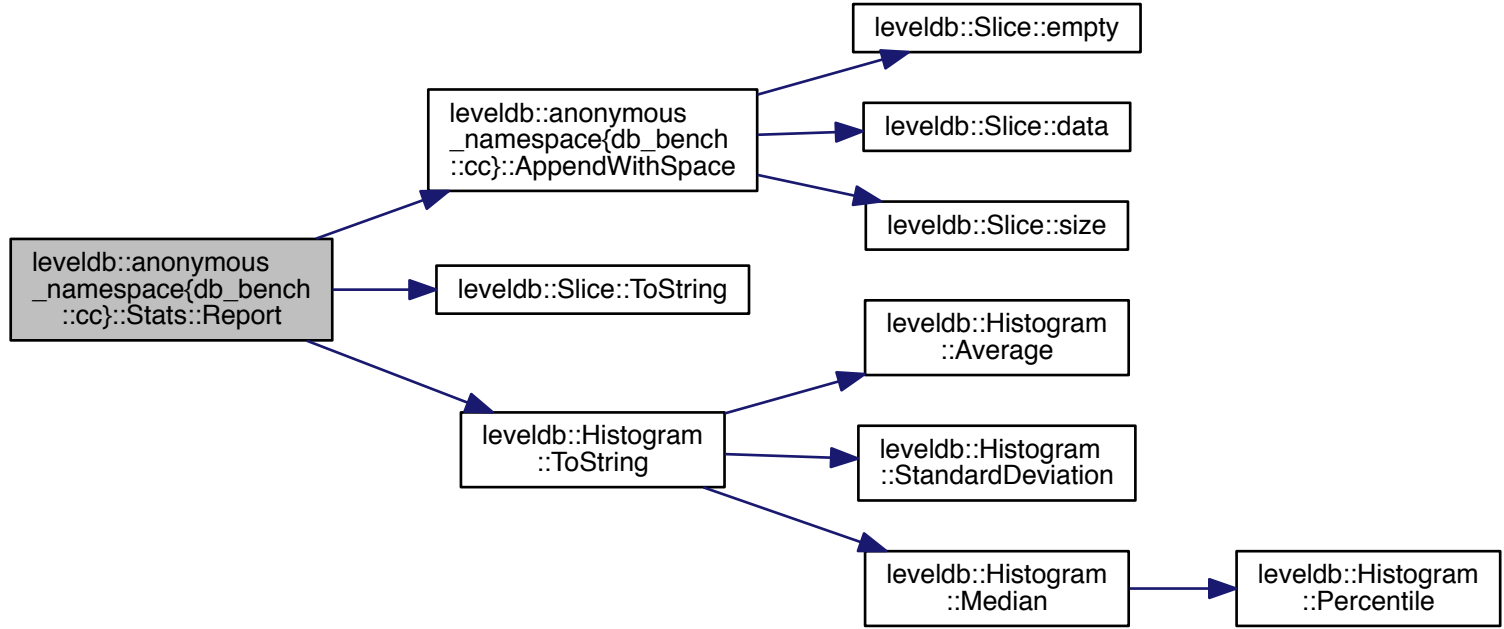 leveldb::Slice::empty
leveldb::anonymous
_namespace{db_bench
::cc}::AppendWithSpace
leveldb::Slice::data
leveldb::Slice::size
leveldb::anonymous
_namespace{db_bench
::cc}::Stats::Report
leveldb::Slice::ToString
leveldb::Histogram
::Average
leveldb::Histogram
::ToString
leveldb::Histogram
::StandardDeviation
leveldb::Histogram
::Median
leveldb::Histogram
::Percentile